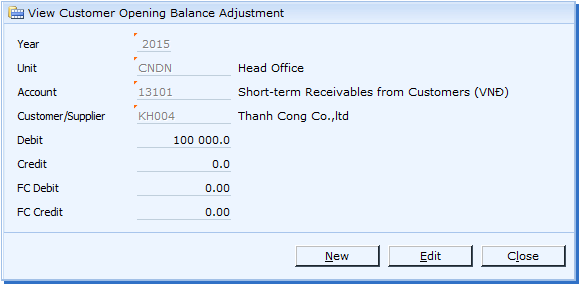 View Customer Opening Balance Adjustment
Year 2015
Unit CNDN Head Office
Account 13101 Short-term Receivables from Customers (VNĐ)
Customer/Supplier KH004 Thanh Cong Co.,ltd
Debit 100 000.0
Credit 0.0
FC Debit 0.00
FC Credit 0.00
New Edit Close